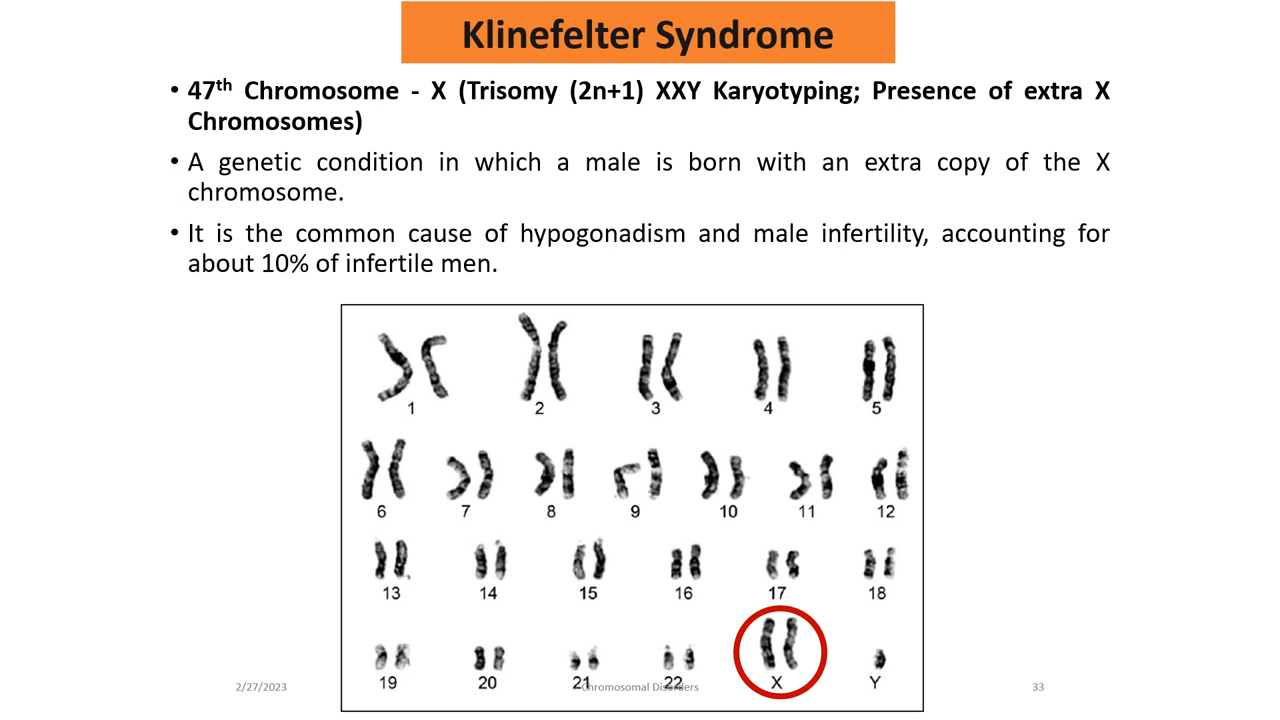 Klinefelter Syndrome
• 47th Chromosome - X (Trisomy (2n+1) XXY Karyotyping; Presence of extra X
Chromosomes)
• A genetic condition in which a male is born with an extra copy of the X
chromosome.
• It is the common cause of hypogonadism and male infertility, accounting for
about 10% of infertile men.
1 2 3 4 5
6 7 8 9 10 11 12
13 14 15 16 17 18
19 20 21 22 X Y
2/27/2023 Chromosomal Disorders 33